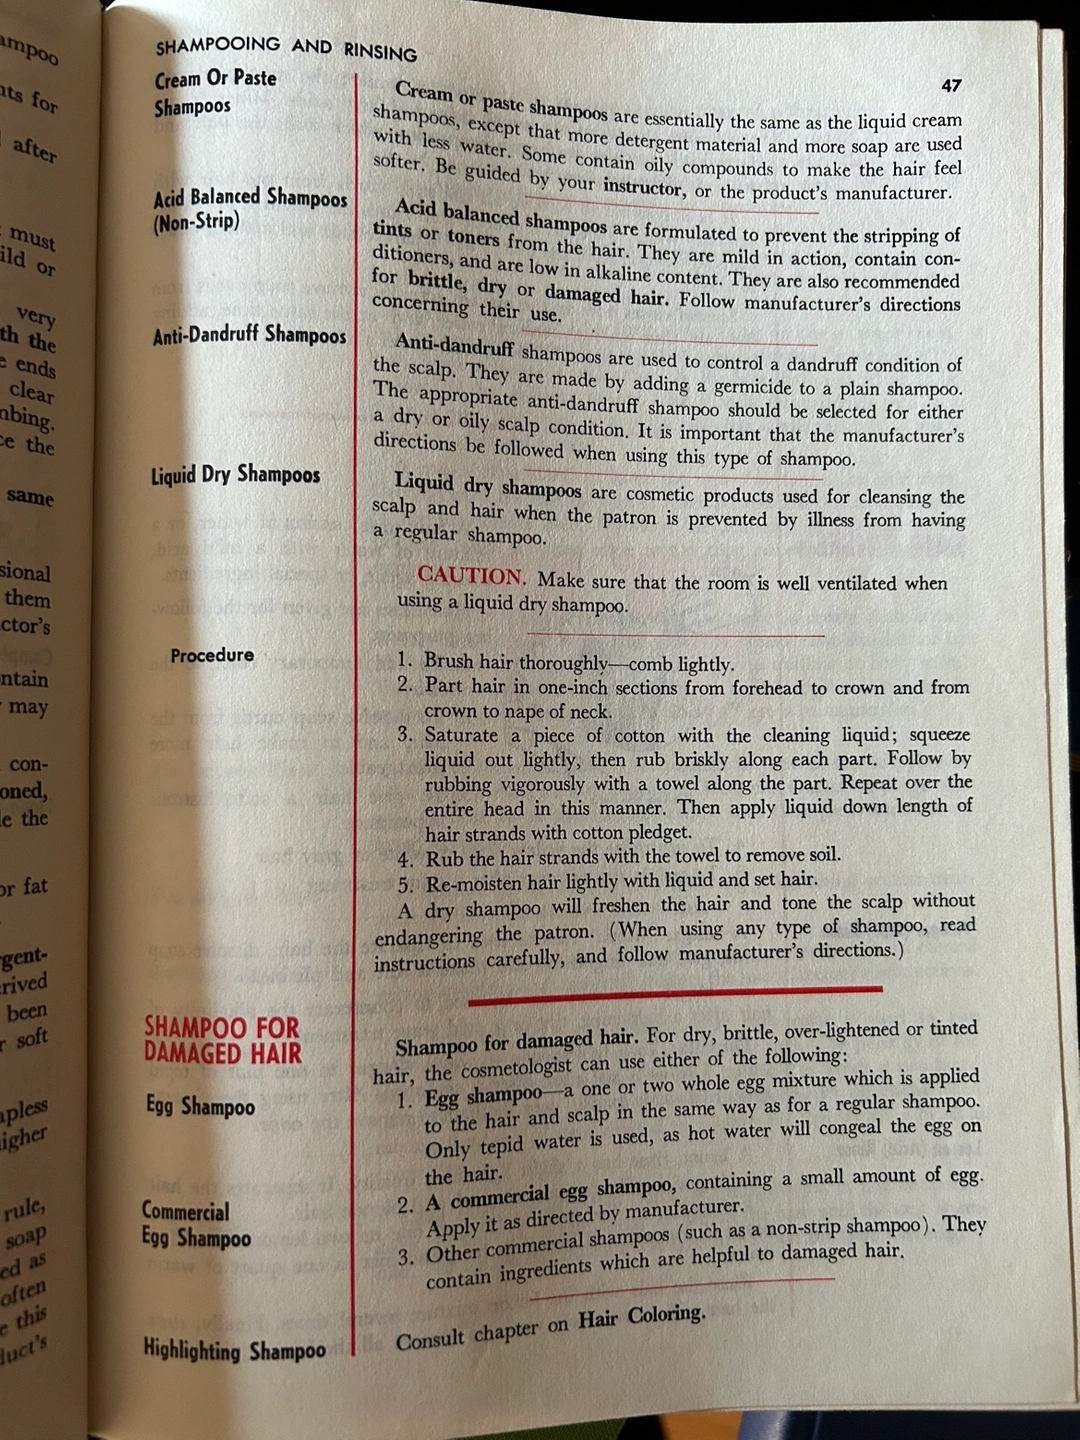 SHAMPOOING AND RINSING
47
Cream Or Paste
Shampoos
Cream or paste shampoos are essentially the same as the liquid cream
shampoos, except that more detergent material and more soap are used
with less water. Some contain oily compounds to make the hair feel
softer. Be guided by your instructor, or the product's manufacturer.
Acid Balanced Shampoos
(Non-Strip)
Acid balanced shampoos are formulated to prevent the stripping of
tints or toners from the hair. They are mild in action, contain con-
ditioners, and are low in alkaline content. They are also recommended
for brittle, dry or damaged hair. Follow manufacturer's directions
concerning their use.
Anti-Dandruff Shampoos
Anti-dandruff shampoos are used to control a dandruff condition of
the scalp. They are made by adding a germicide to a plain shampoo.
The appropriate anti-dandruff shampoo should be selected for either
a dry or oily scalp condition. It is important that the manufacturer's
directions be followed when using this type of shampoo.
Liquid Dry Shampoos
Liquid dry shampoos are cosmetic products used for cleansing the
scalp and hair when the patron is prevented by illness from having
a regular shampoo.
CAUTION. Make sure that the room is well ventilated when
using a liquid dry shampoo.
Procedure
1. Brush hair thoroughly—comb lightly.
2. Part hair in one-inch sections from forehead to crown and from
crown to nape of neck.
3. Saturate a piece of cotton with the cleaning liquid; squeeze
liquid out lightly, then rub briskly along each part. Follow by
rubbing vigorously with a towel along the part. Repeat over the
entire head in this manner. Then apply liquid down length of
hair strands with cotton pledget.
4. Rub the hair strands with the towel to remove soil.
5. Re-moisten hair lightly with liquid and set hair.
A dry shampoo will freshen the hair and tone the scalp without
endangering the patron. (When using any type of shampoo, read
instructions carefully, and follow manufacturer's directions.)
SHAMPOO FOR
DAMAGED HAIR
Shampoo for damaged hair. For dry, brittle, over-lightened or tinted
hair, the cosmetologist can use either of the following:
Egg Shampoo
1. Egg shampoo—a one or two whole egg mixture which is applied
to the hair and scalp in the same way as for a regular shampoo.
Only tepid water is used, as hot water will congeal the egg on
the hair.
Commercial
Egg Shampoo
2. A commercial egg shampoo, containing a small amount of egg.
Apply it as directed by manufacturer.
3. Other commercial shampoos (such as a non-strip shampoo). They
contain ingredients which are helpful to damaged hair.
Highlighting Shampoo
Consult chapter on Hair Coloring.